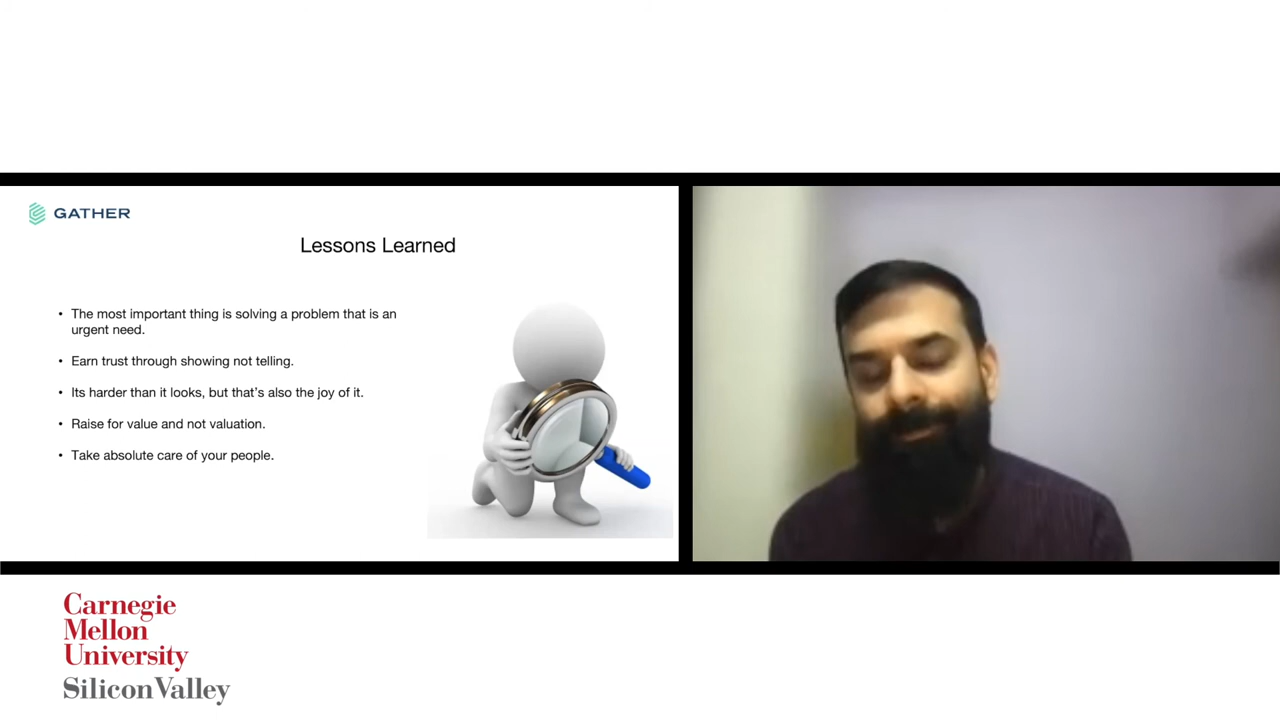 GATHER
Lessons Learned
• The most important thing is solving a problem that is an
urgent need.
• Earn trust through showing not telling.
• Its harder than it looks, but that’s also the joy of it.
• Raise for value and not valuation.
• Take absolute care of your people.
Carnegie
Mellon
University
Silicon Valley